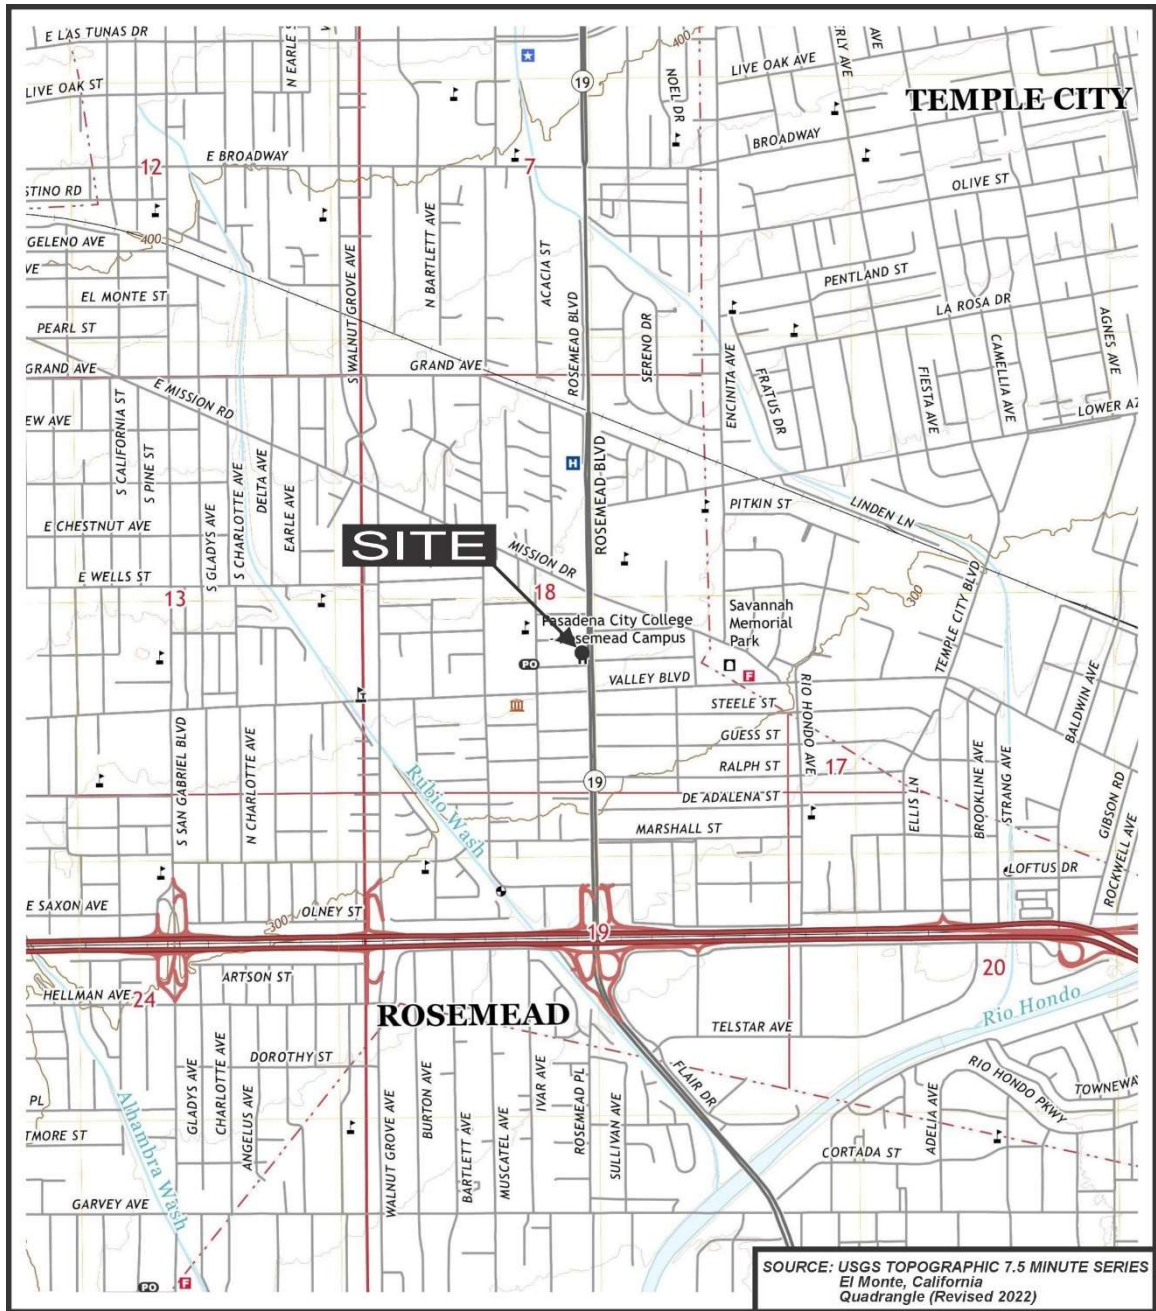 E LAS TUNAS DR
N EARLE S
19
400
NOEL DR
LIVE OAK AVE
ERLY AVE
AVE
LIVE OAK ST
TEMPLE CITY
BROADWAY
12
E BROADWAY
7
OLIVE ST
STINO RD
GELENO AVE
400
VE
S WALNUT GROVE AVE
N BARTLETT AVE
ACACIA ST
ROSEMEAD BLVD
SERENO DR
PENTLAND ST
LA ROSA DR
EL MONTE ST
PEARL ST
ENCINITA AVE
FRATUS DR
FIESTA AVE
CAMELLIA AVE
AGNES AVE
GRAND AVE
GRAND AVE
E MISSION RD
LOWER AZ
EW AVE
S CALIFORNIA ST
S PINE ST
S GLADYS AVE
S CHARLOTTE AVE
DELTA AVE
EARLE AVE
H
ROSEMEAD BLVD
PITKIN ST
LINDEN LN
E CHESTNUT AVE
SITE
MISSION DR
E WELLS ST
13
18
300
TEMPLE CITY BLVD
Pasadena City College
semead Campus
Savannah
Memorial
Park
PO
F
VALLEY BLVD
RIO HONDO AVE
BALDWIN AVE
STEELE ST
GUESS ST
RALPH ST
17
S SAN GABRIEL BLVD
N CHARLOTTE AVE
Rubio Wash
19
DE ADALENA ST
ELLIS LN
BROOKLINE AVE
STRANG AVE
GIBSON RD
ROCKWELL AVE
MARSHALL ST
LOFTUS DR
E SAXON AVE
OLNEY ST
300
19
ARTSON ST
20
HELLMAN AVE
24
ROSEMEAD
Rio Hondo
TELSTAR AVE
DOROTHY ST
FLAIR DR
RIO HONDO PKWY
TOWNEWA
PL
TMORE ST
Alhambra Wash
GLADYS AVE
CHARLOTTE AVE
ANGELUS AVE
WALNUT GROVE AVE
BURTON AVE
BARTLETT AVE
MUSCATEL AVE
IVAR AVE
ROSEMEAD PL
SULLIVAN AVE
ADELIA AVE
CORTADA ST
GARVEY AVE
PO
F
SOURCE: USGS TOPOGRAPHIC 7.5 MINUTE SERIES
El Monte, California
Quadrangle (Revised 2022)